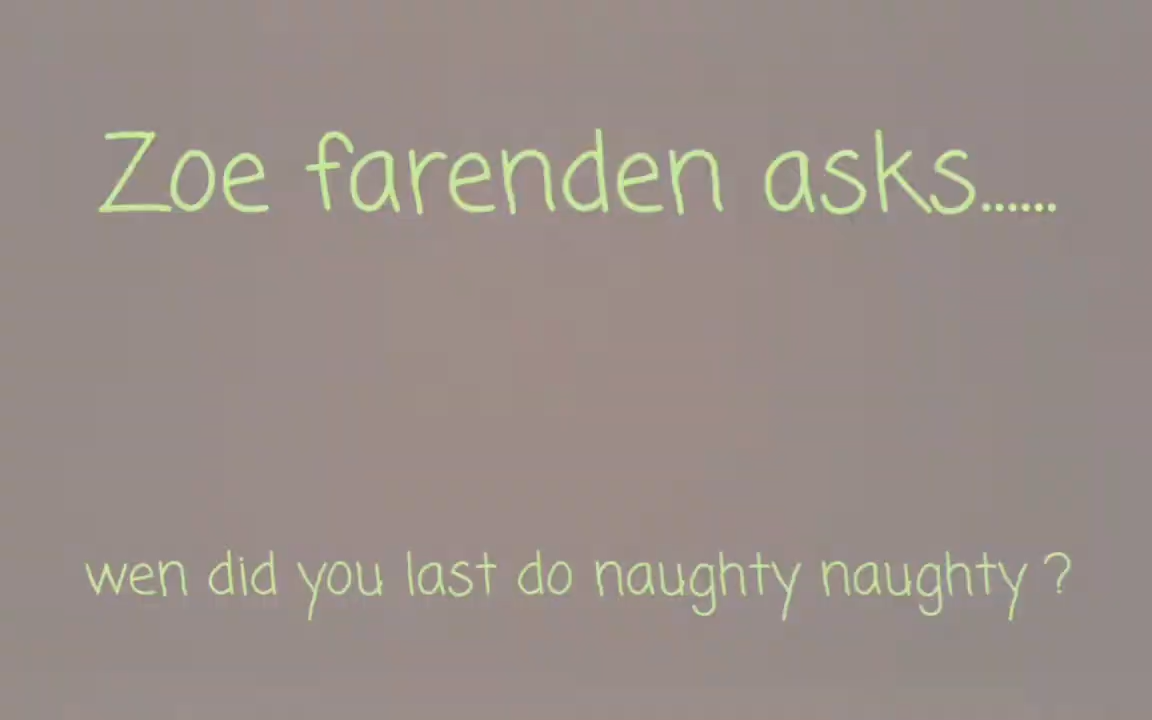 Zoe farenden asks......
wen did you last do naughty naughty ?